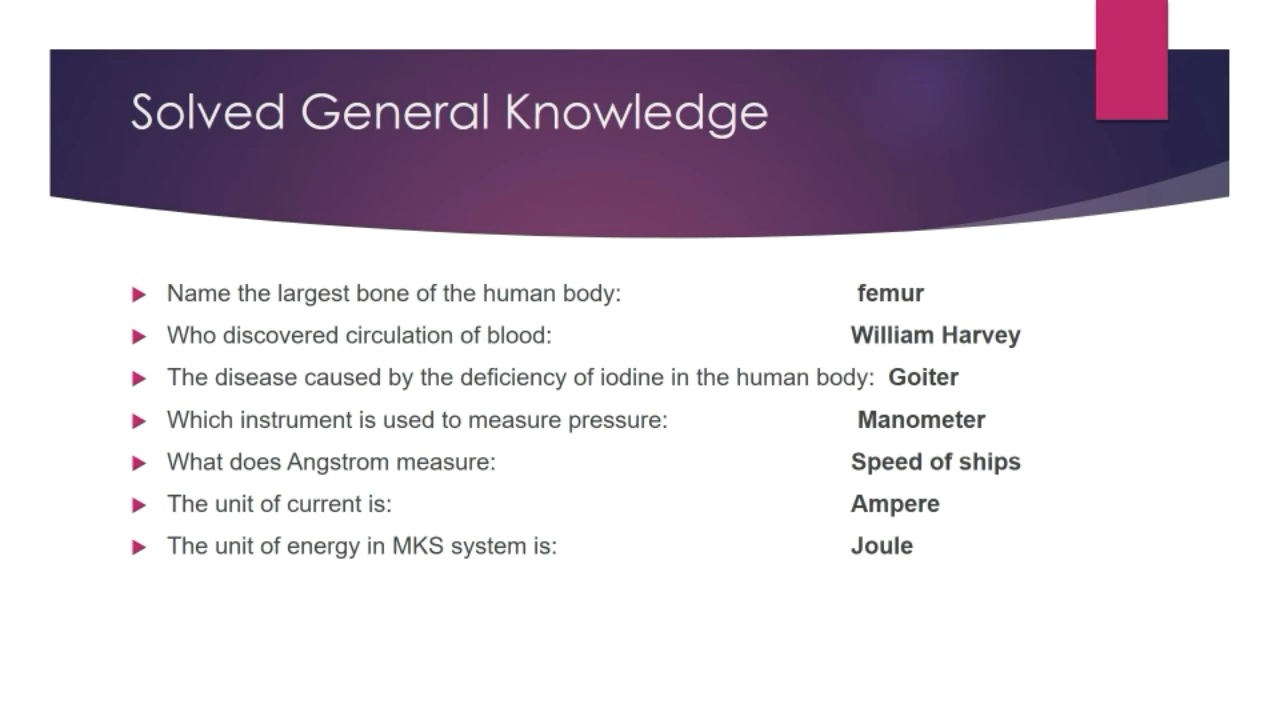 Solved General Knowledge
Name the largest bone of the human body: femur
Who discovered circulation of blood: William Harvey
The disease caused by the deficiency of iodine in the human body: Goiter
Which instrument is used to measure pressure: Manometer
What does Angstrom measure: Speed of ships
The unit of current is: Ampere
The unit of energy in MKS system is: Joule